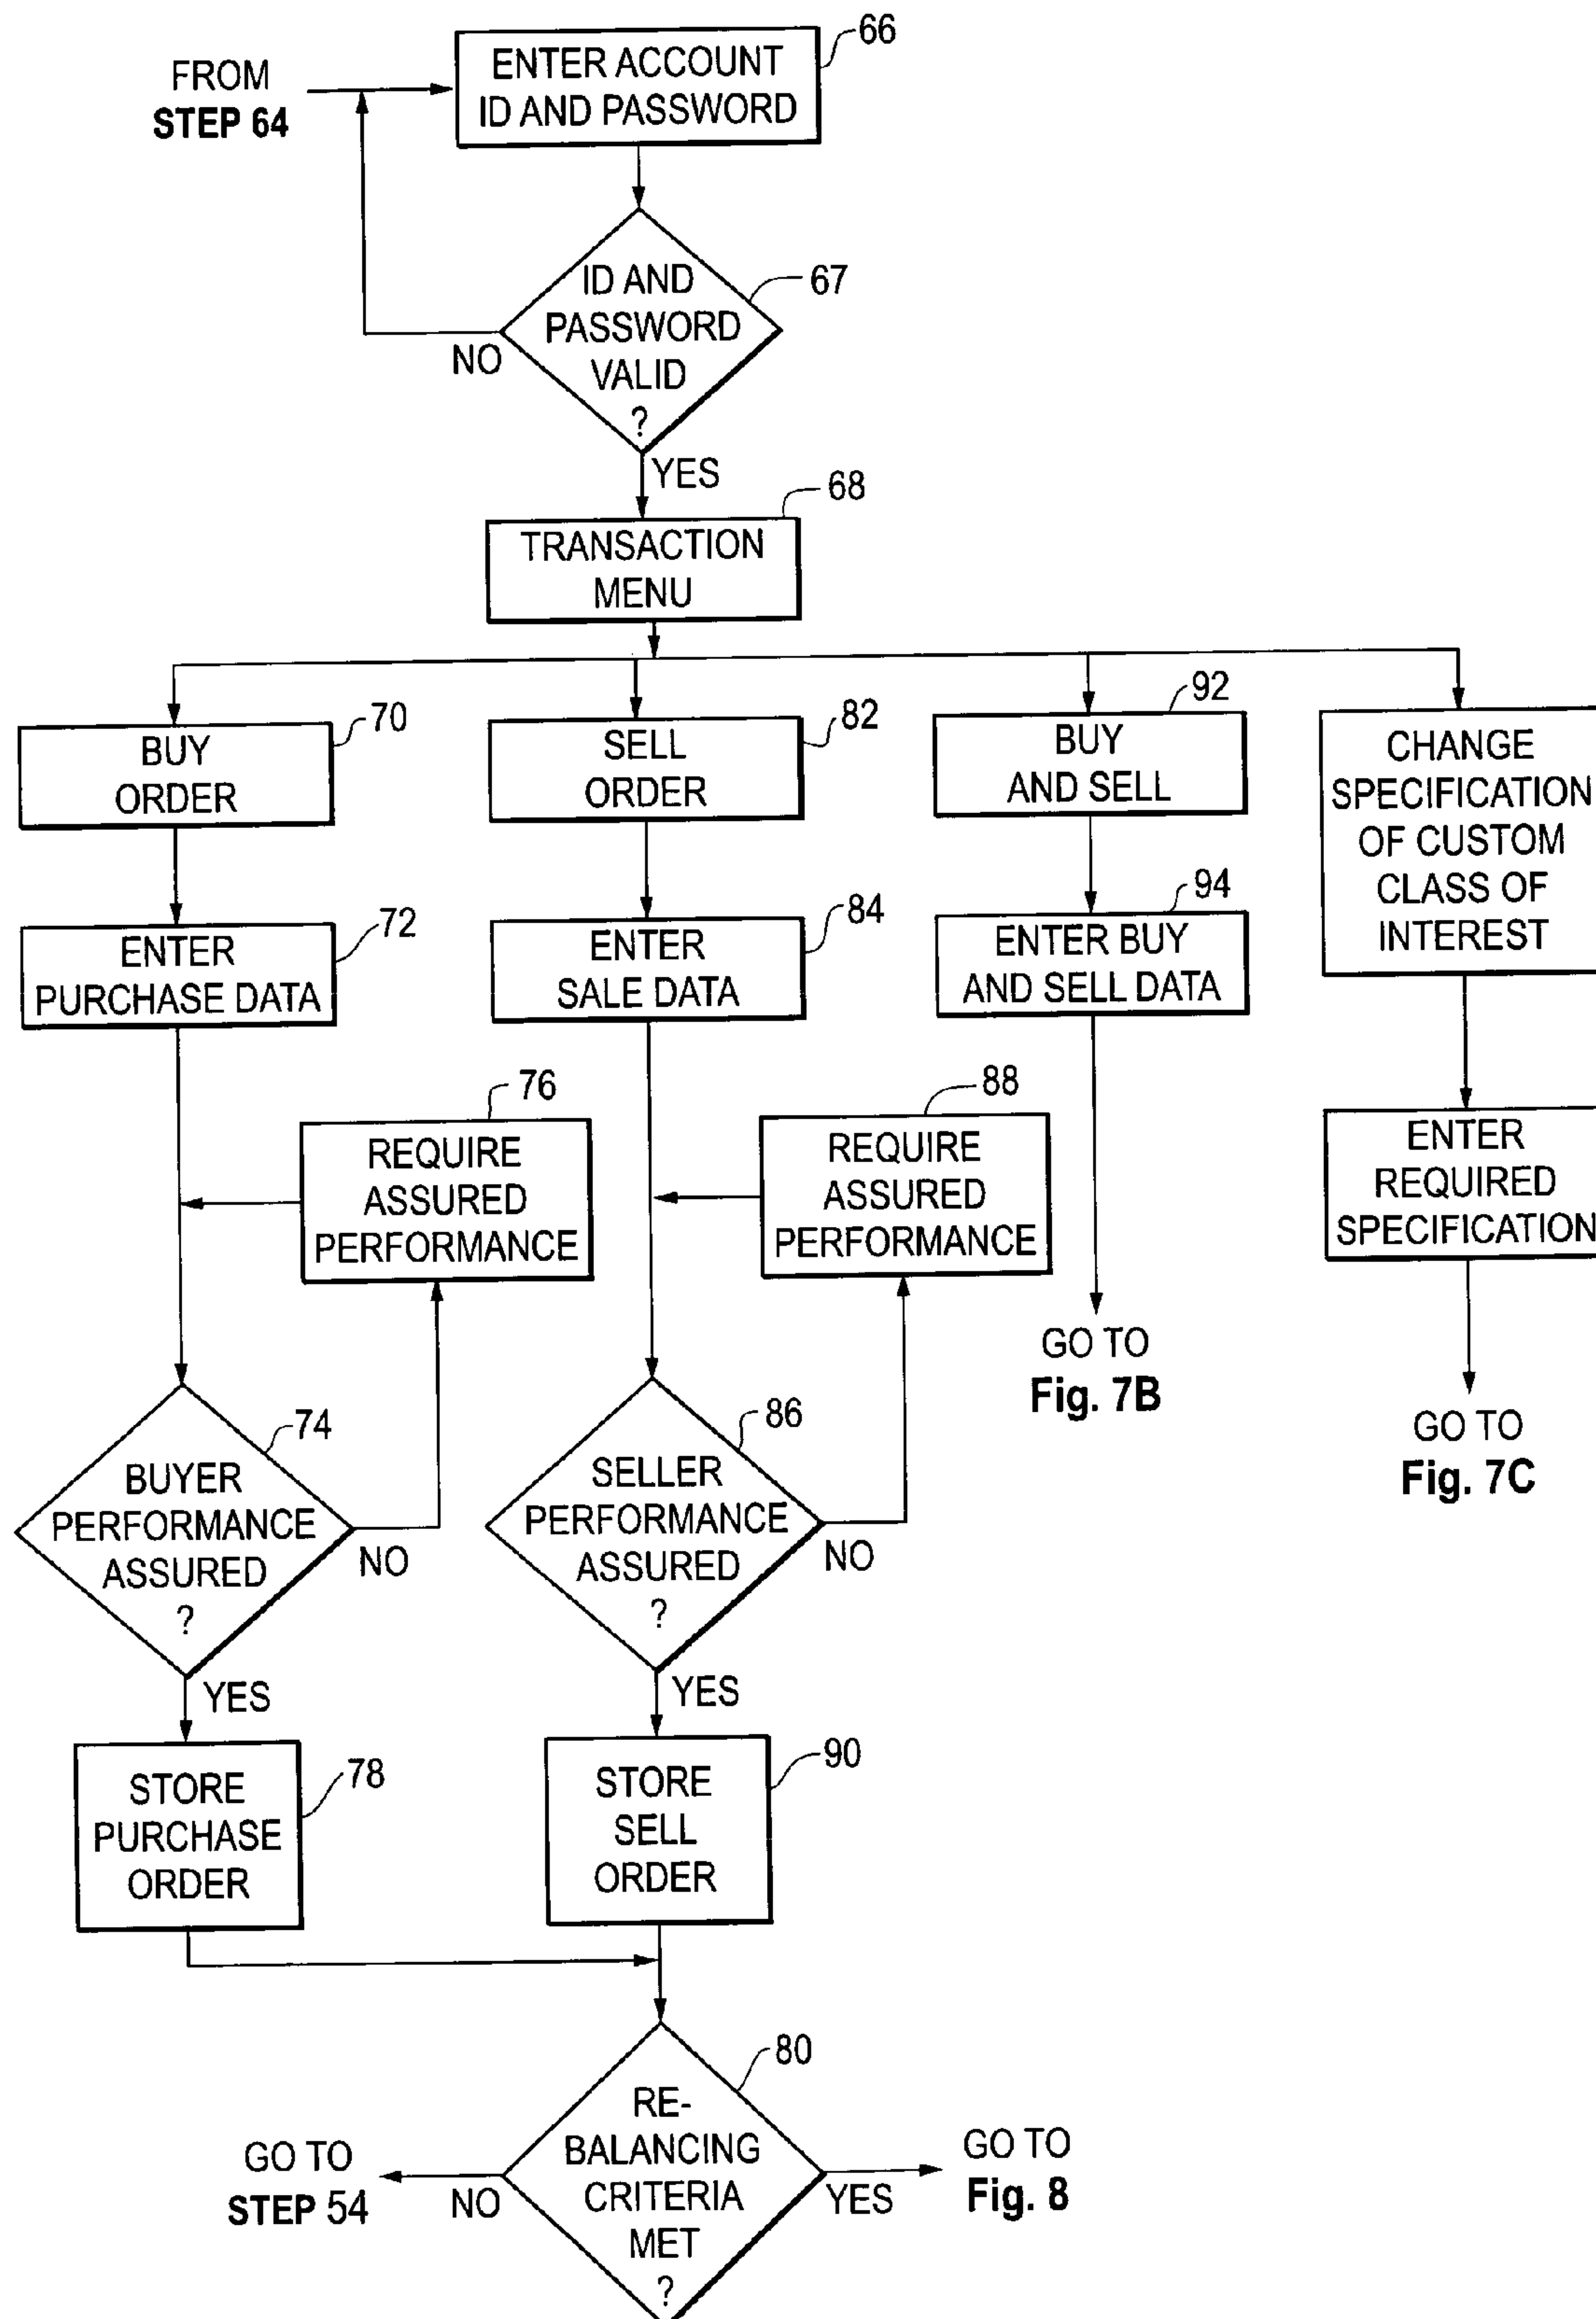 66
ENTER ACCOUNT
ID AND PASSWORD
FROM
STEP 64
67
ID AND
PASSWORD
VALID
?
NO
YES
68
TRANSACTION
MENU
70
BUY
ORDER
82
SELL
ORDER
92
BUY
AND SELL
CHANGE
SPECIFICATION
OF CUSTOM
CLASS OF
INTEREST
72
ENTER
PURCHASE DATA
84
ENTER
SALE DATA
94
ENTER BUY
AND SELL DATA
76
REQUIRE
ASSURED
PERFORMANCE
88
REQUIRE
ASSURED
PERFORMANCE
ENTER
REQUIRED
SPECIFICATION
GO TO
Fig. 7B
GO TO
Fig. 7C
74
BUYER
PERFORMANCE
ASSURED
?
NO
YES
86
SELLER
PERFORMANCE
ASSURED
?
NO
YES
78
STORE
PURCHASE
ORDER
90
STORE
SELL
ORDER
80
RE-
BALANCING
CRITERIA
MET
?
NO
GO TO
STEP 54
YES
GO TO
Fig. 8